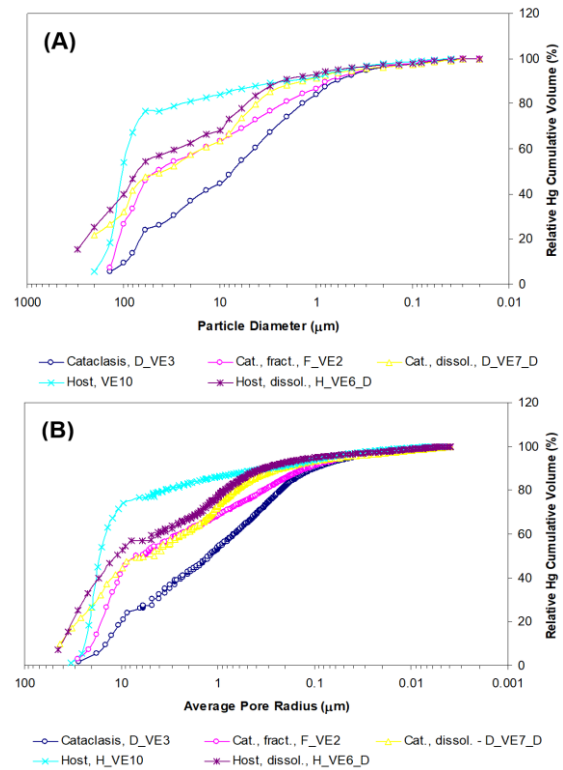 (A)
120
100
80
60
40
20
0
Relative Hg Cumulative Volume (%)
1000 100 10 1 0.1 0.01
Particle Diameter (μm)
Cataclasis, D_VE3 Cat., fract., F_VE2 Cat., dissol., D_VE7_D
Host, VE10 Host, dissol., H_VE6_D
(B)
120
100
80
60
40
20
0
Relative Hg Cumulative Volume (%)
100 10 1 0.1 0.01 0.001
Average Pore Radius (μm)
Cataclasis, D_VE3 Cat., fract., F_VE2 Cat., dissol. - D_VE7_D
Host, H_VE10 Host, dissol., H_VE6_D